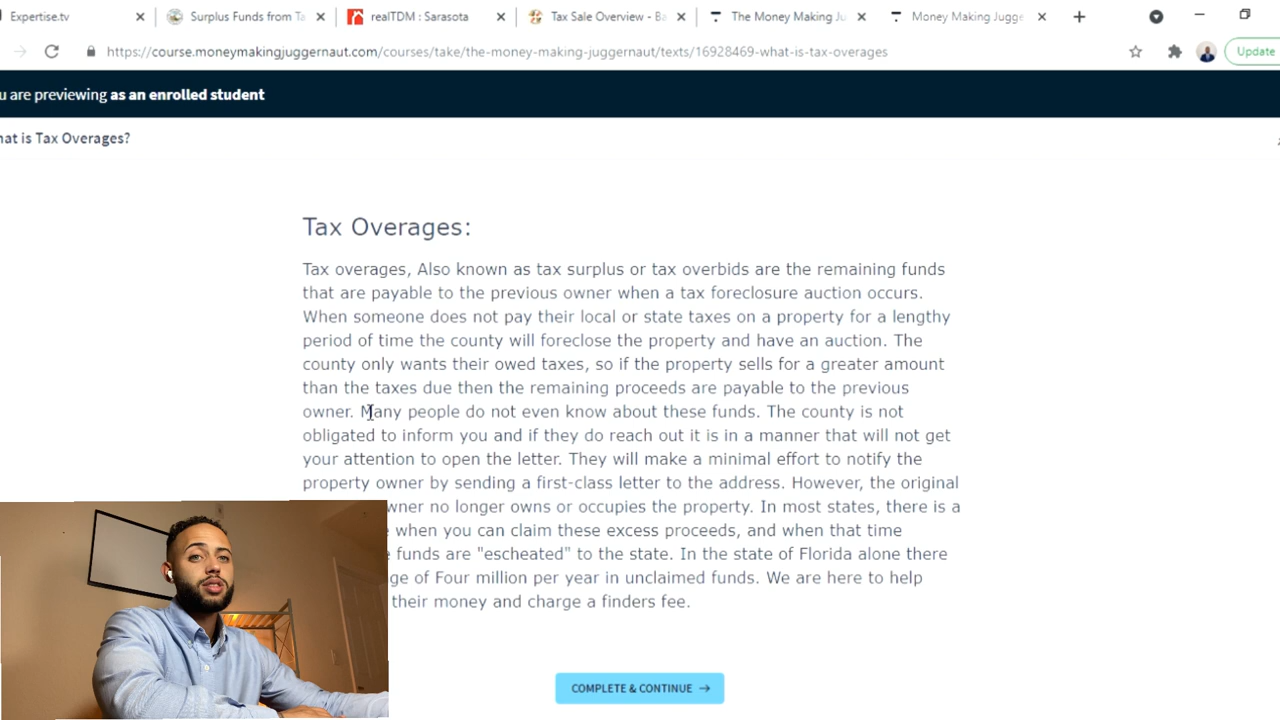 Expertise.tv
Surplus Funds from Ta
realTDM : Sarasota
Tax Sale Overview - Ba
The Money Making Ju
Money Making Jugge
https://course.moneymakingjuggernaut.com/courses/take/the-money-making-juggernaut/texts/16928469-what-is-tax-overages
Update
u are previewing as an enrolled student
hat is Tax Overages?
Tax Overages:
Tax overages, Also known as tax surplus or tax overbids are the remaining funds
that are payable to the previous owner when a tax foreclosure auction occurs.
When someone does not pay their local or state taxes on a property for a lengthy
period of time the county will foreclose the property and have an auction. The
county only wants their owed taxes, so if the property sells for a greater amount
than the taxes due then the remaining proceeds are payable to the previous
owner. Many people do not even know about these funds. The county is not
obligated to inform you and if they do reach out it is in a manner that will not get
your attention to open the letter. They will make a minimal effort to notify the
property owner by sending a first-class letter to the address. However, the original
wner no longer owns or occupies the property. In most states, there is a
e when you can claim these excess proceeds, and when that time
e funds are "escheated" to the state. In the state of Florida alone there
ge of Four million per year in unclaimed funds. We are here to help
their money and charge a finders fee.
COMPLETE & CONTINUE →